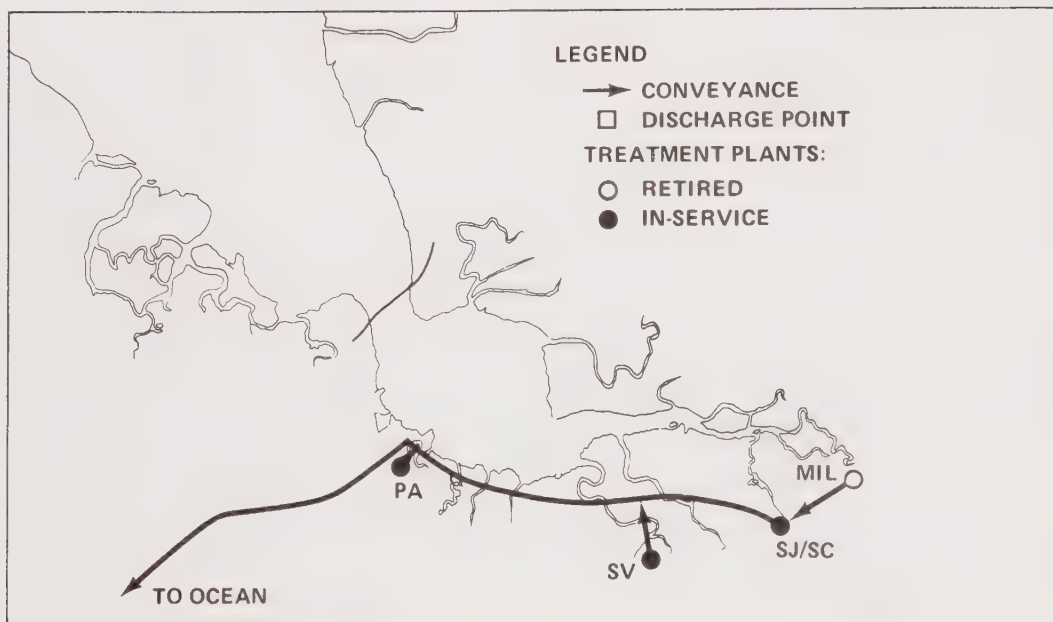 LEGEND
CONVEYANCE
DISCHARGE POINT
TREATMENT PLANTS:
RETIRED
IN-SERVICE
MIL
PA
SJ/SC
SV
TO OCEAN